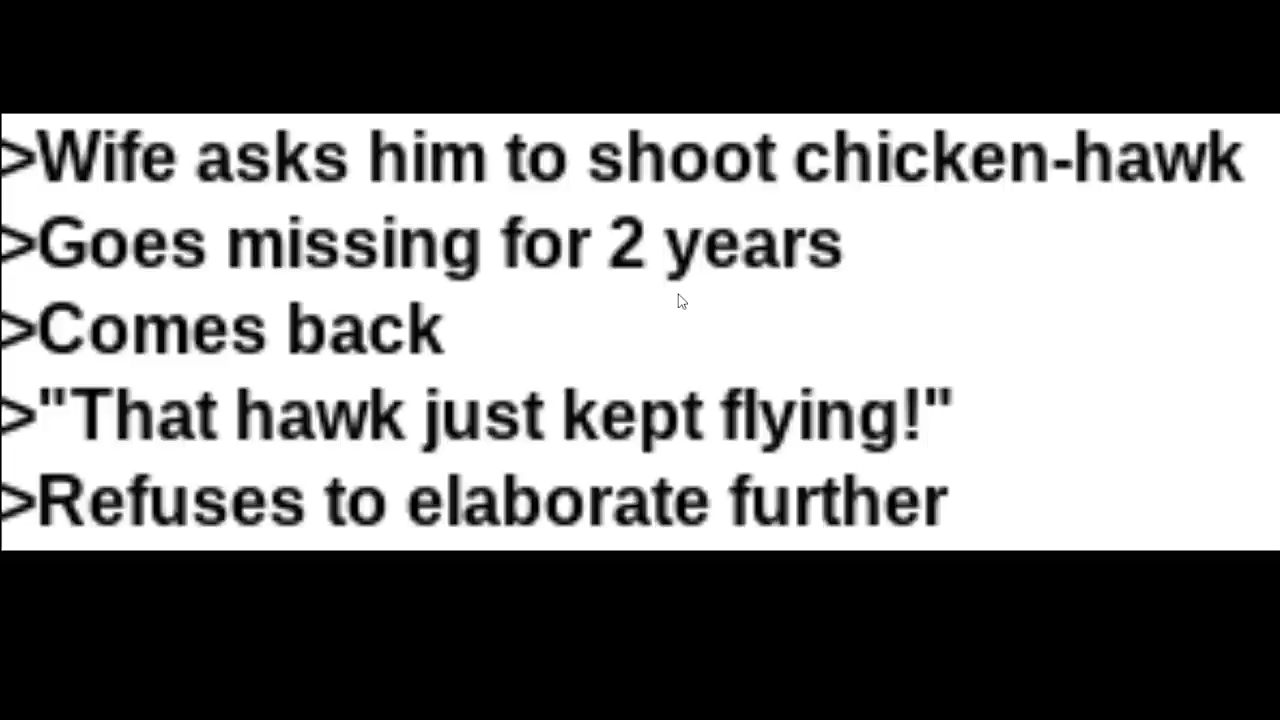 >Wife asks him to shoot chicken-hawk
>Goes missing for 2 years
>Comes back
>"That hawk just kept flying!"
>Refuses to elaborate further